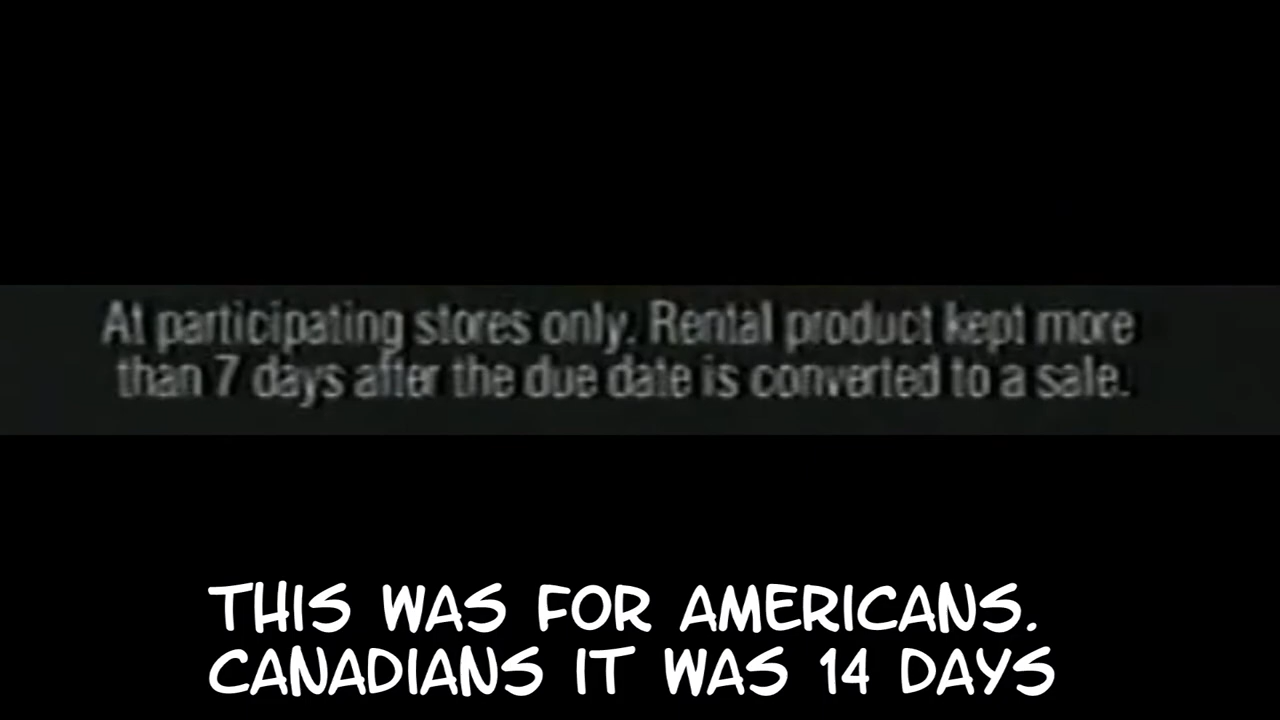 At participating stores only. Rental product kept more
than 7 days after the due date is converted to a sale.
THIS WAS FOR AMERICANS.
CANADIANS IT WAS 14 DAYS